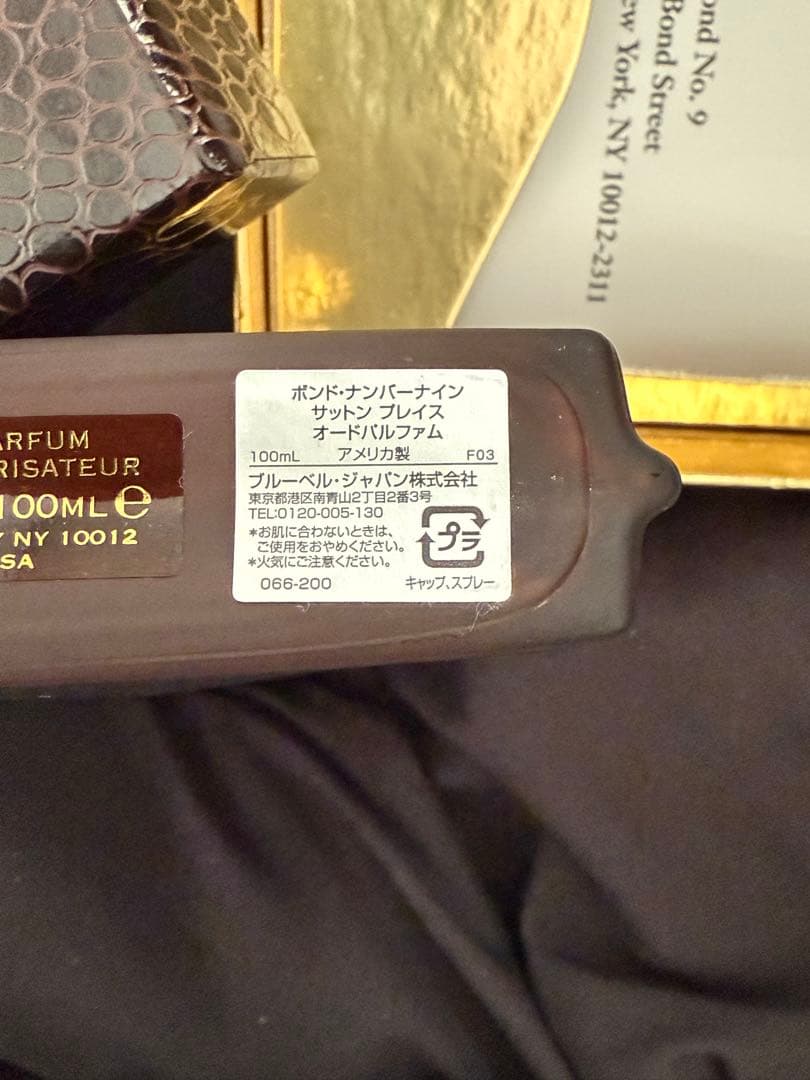 ond No. 9
Bond Street
ew York, NY 10012-2311
ARFUM
RISATEUR
100ML e
Y NY 10012
SA
ボンド・ナンバーナイン
サットン プレイス
オードパルファム
100mL アメリカ製 F03
ブルーベル・ジャパン株式会社
東京都港区南青山2丁目2番3号
TEL:0120-005-130
*お肌に合わないときは、
ご使用をおやめください。
*火気にご注意ください。
プラ
066-200 キャップ、スプレー